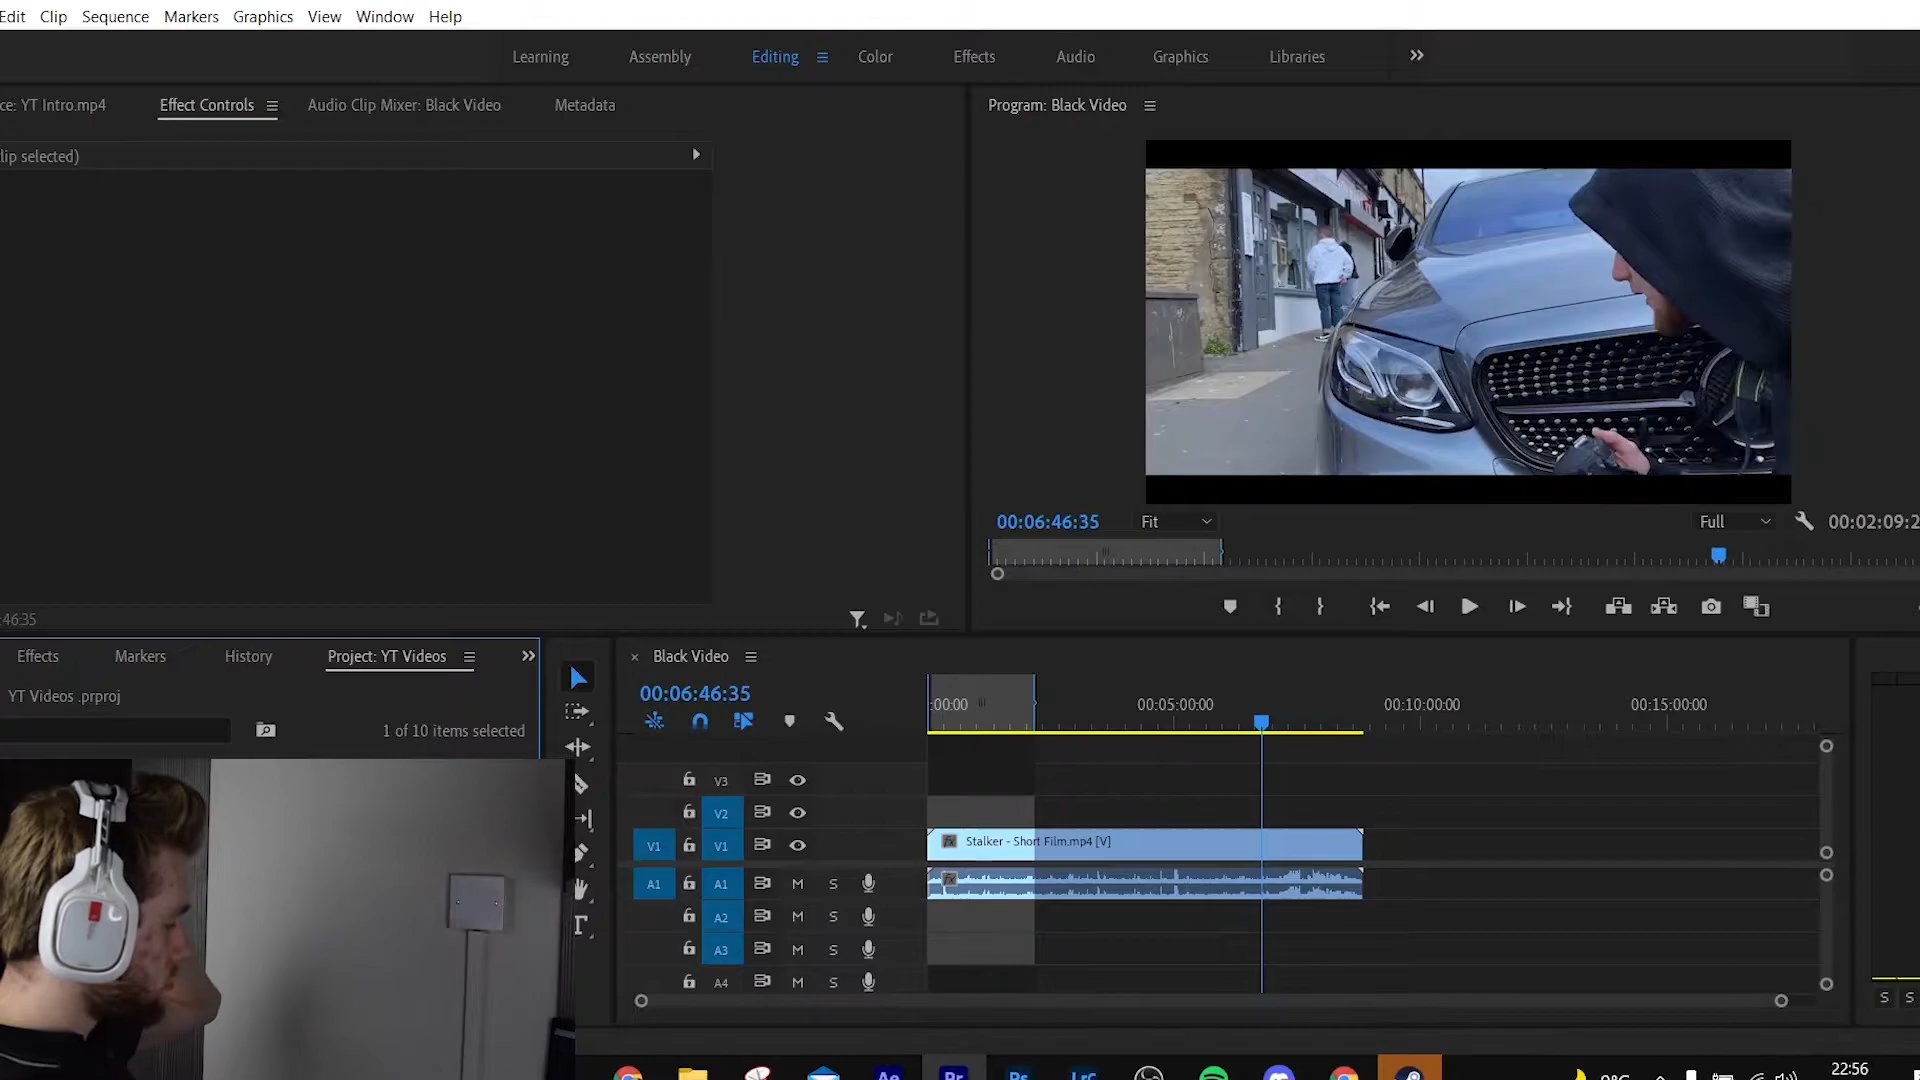 Edit Clip Sequence Markers Graphics View Window Help
Learning Assembly Editing Color Effects Audio Graphics Libraries
ce: YT Intro.mp4 Effect Controls Audio Clip Mixer: Black Video Metadata
Program: Black Video
lip selected)
00:06:46:35 Fit Full 00:02:09:2
:46:35
Effects Markers History Project: YT Videos
YT Videos .prproj
1 of 10 items selected
× Black Video
00:06:46:35
:00:00 00:05:00:00 00:10:00:00 00:15:00:00
V3
V2
V1 V1 Stalker - Short Film.mp4 [V]
A1 A1 M S
A2 M S
A3 M S
A4 M S
S S
Ae Pr Ps LrC
22:56